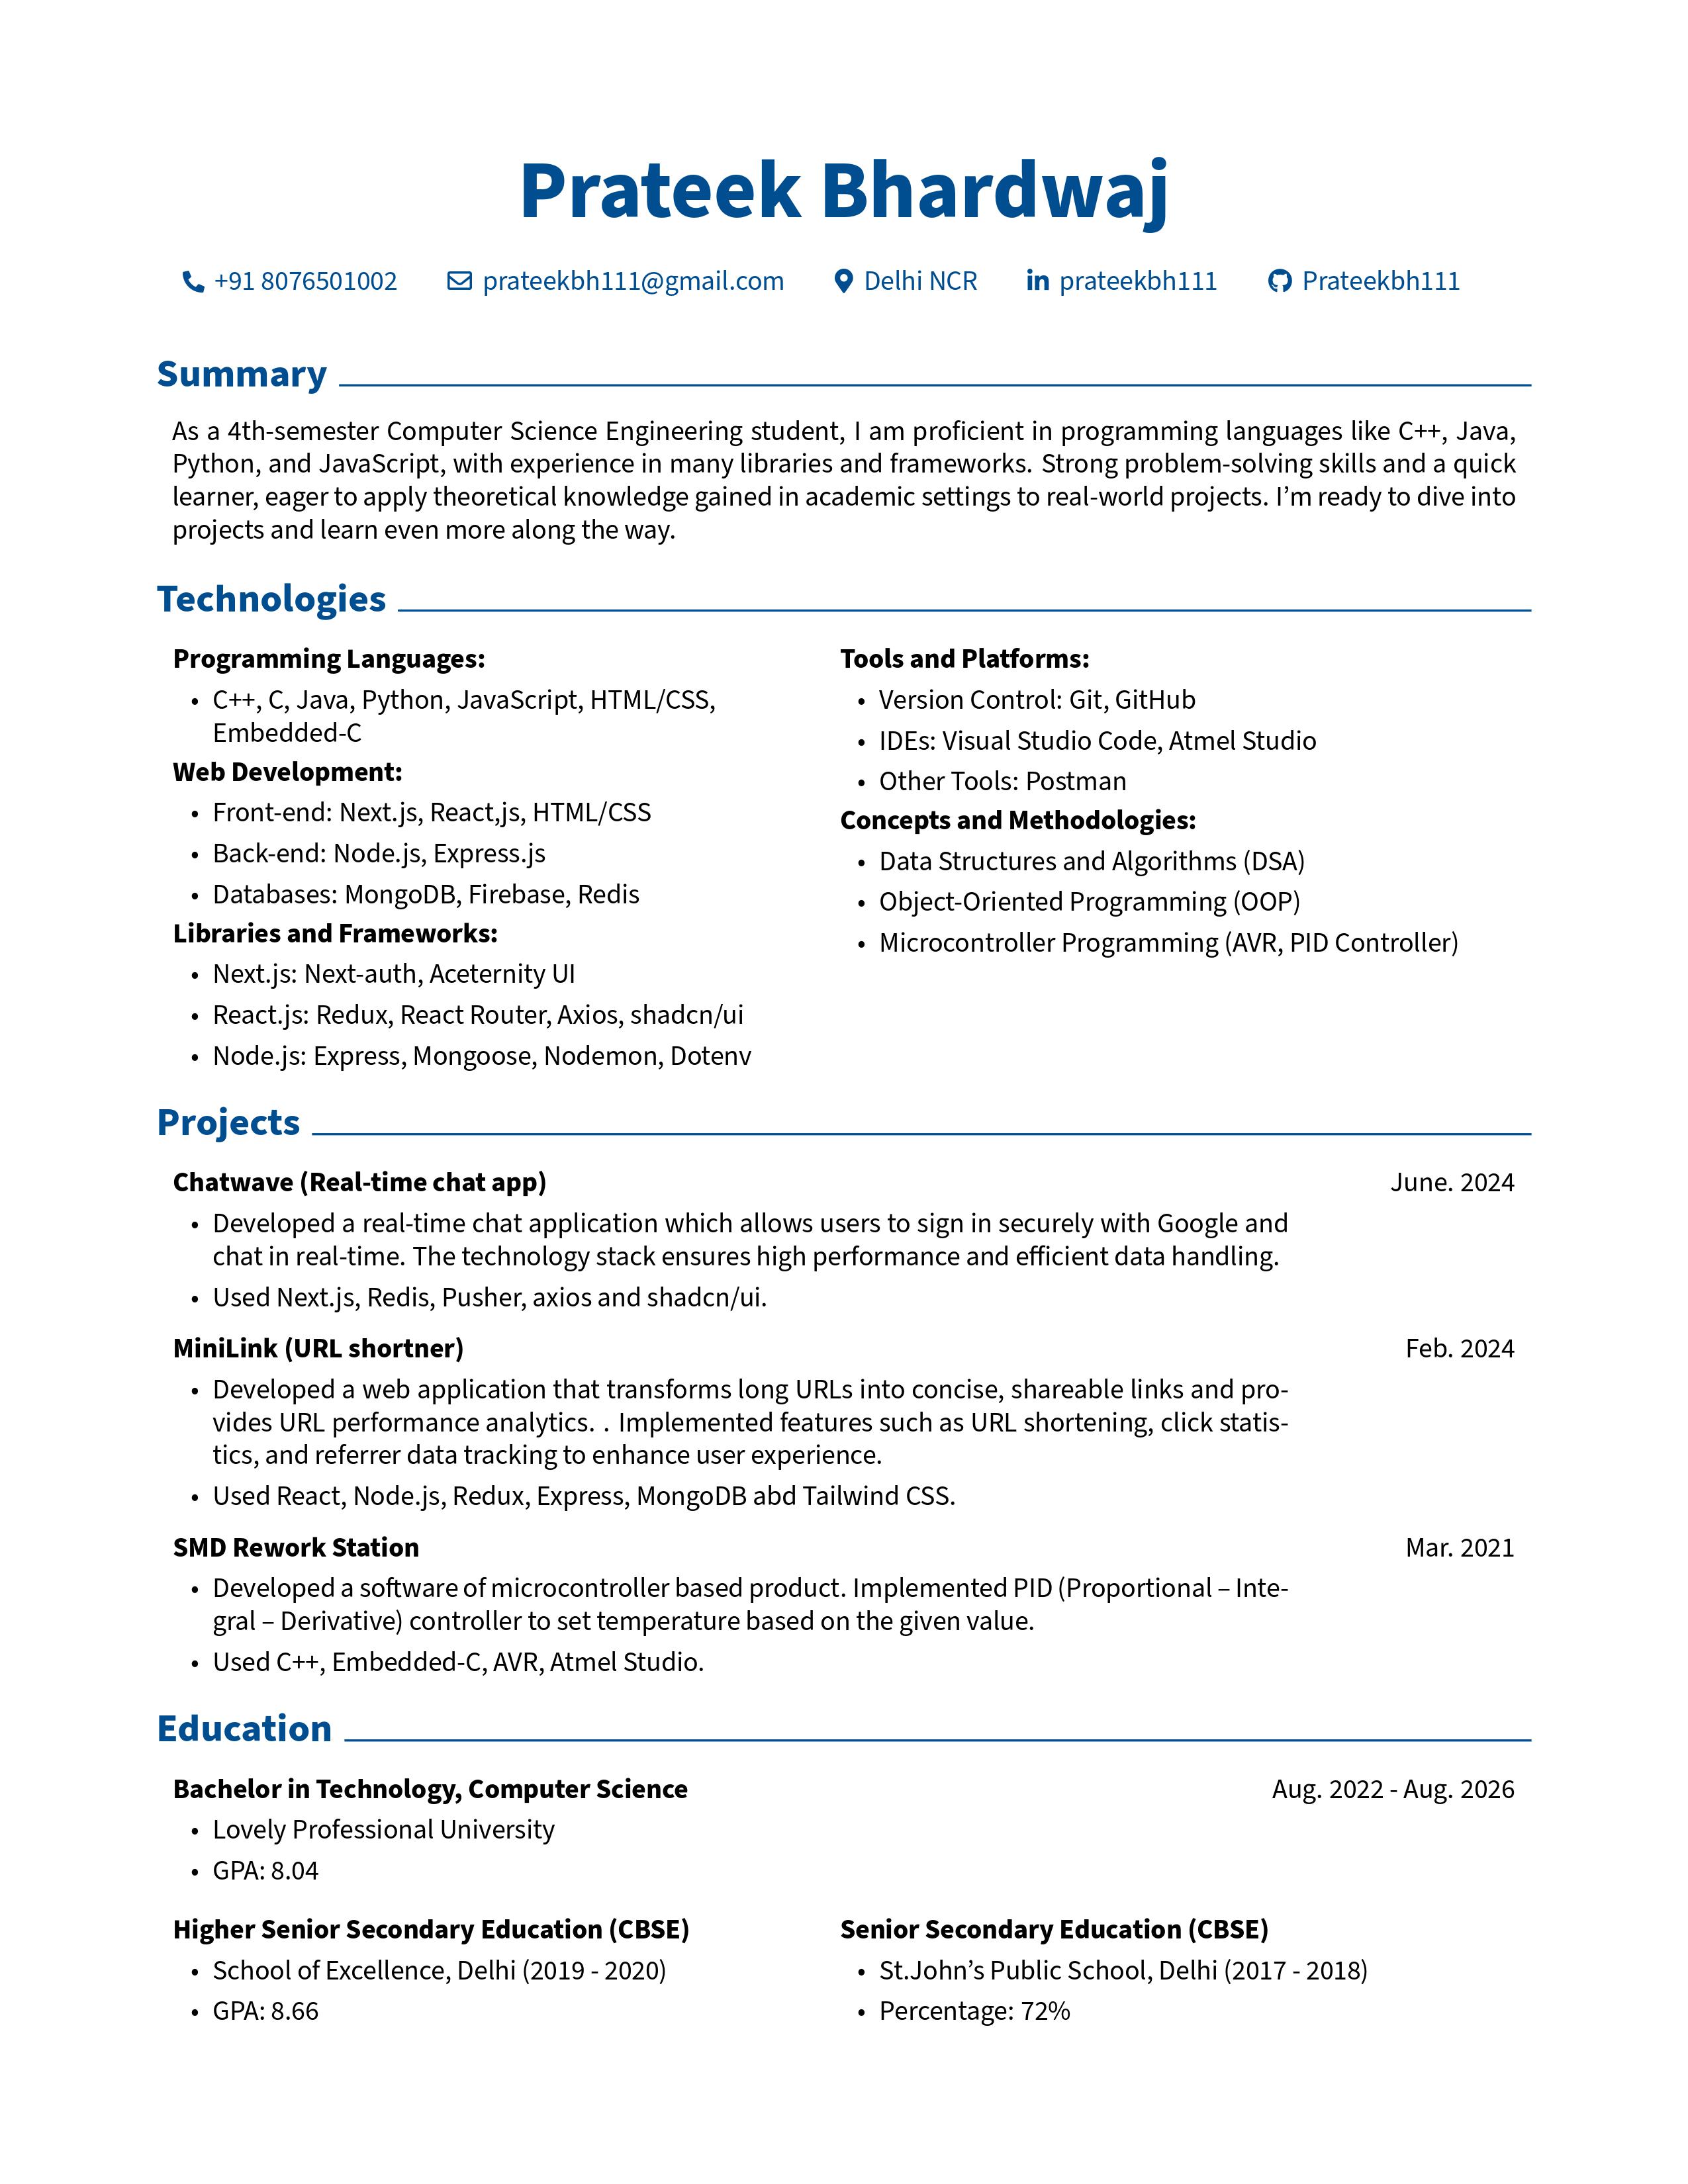 Prateek Bhardwaj
+91 8076501002 prateekbh111@gmail.com Delhi NCR prateekbh111 Prateekbh111
Summary
As a 4th-semester Computer Science Engineering student, I am proficient in programming languages like C++, Java,
Python, and JavaScript, with experience in many libraries and frameworks. Strong problem-solving skills and a quick
learner, eager to apply theoretical knowledge gained in academic settings to real-world projects. I’m ready to dive into
projects and learn even more along the way.
Technologies
Programming Languages:
• C++, C, Java, Python, JavaScript, HTML/CSS,
Embedded-C
Web Development:
• Front-end: Next.js, React,js, HTML/CSS
• Back-end: Node.js, Express.js
• Databases: MongoDB, Firebase, Redis
Libraries and Frameworks:
• Next.js: Next-auth, Aceternity UI
• React.js: Redux, React Router, Axios, shadcn/ui
• Node.js: Express, Mongoose, Nodemon, Dotenv
Tools and Platforms:
• Version Control: Git, GitHub
• IDEs: Visual Studio Code, Atmel Studio
• Other Tools: Postman
Concepts and Methodologies:
• Data Structures and Algorithms (DSA)
• Object-Oriented Programming (OOP)
• Microcontroller Programming (AVR, PID Controller)
Projects
Chatwave (Real-time chat app) June. 2024
• Developed a real-time chat application which allows users to sign in securely with Google and
chat in real-time. The technology stack ensures high performance and efficient data handling.
• Used Next.js, Redis, Pusher, axios and shadcn/ui.
MiniLink (URL shortner) Feb. 2024
• Developed a web application that transforms long URLs into concise, shareable links and pro-
vides URL performance analytics. . Implemented features such as URL shortening, click statis-
tics, and referrer data tracking to enhance user experience.
• Used React, Node.js, Redux, Express, MongoDB abd Tailwind CSS.
SMD Rework Station Mar. 2021
• Developed a software of microcontroller based product. Implemented PID (Proportional – Inte-
gral – Derivative) controller to set temperature based on the given value.
• Used C++, Embedded-C, AVR, Atmel Studio.
Education
Bachelor in Technology, Computer Science Aug. 2022 - Aug. 2026
• Lovely Professional University
• GPA: 8.04
Higher Senior Secondary Education (CBSE)
• School of Excellence, Delhi (2019 - 2020)
• GPA: 8.66
Senior Secondary Education (CBSE)
• St.John’s Public School, Delhi (2017 - 2018)
• Percentage: 72%